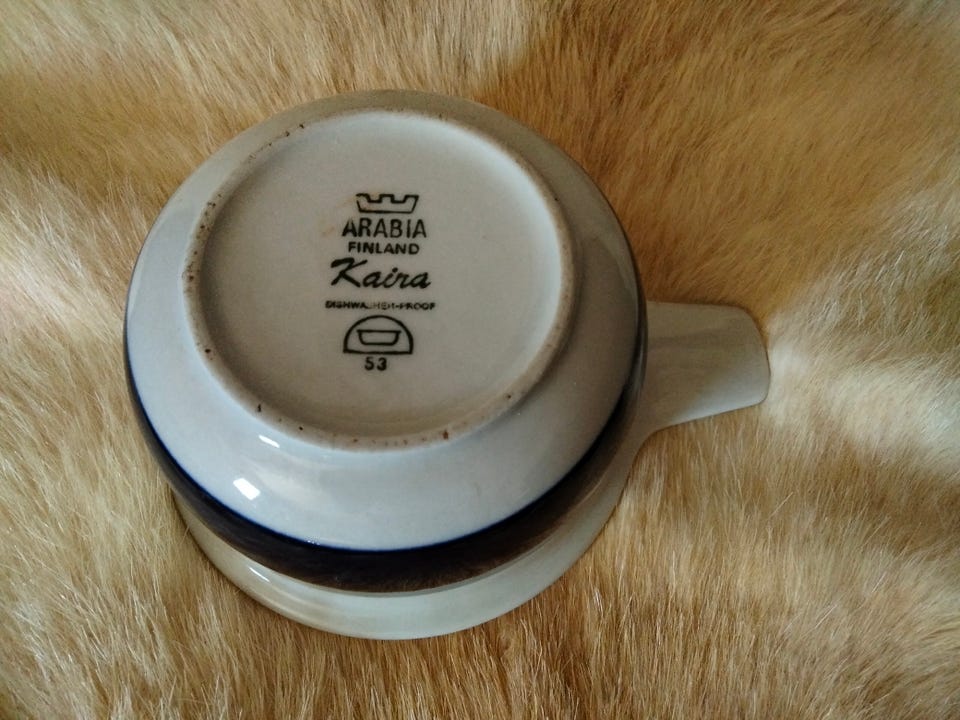 ARABIA
FINLAND
Kaira
DISHWASHER-PROOF
53